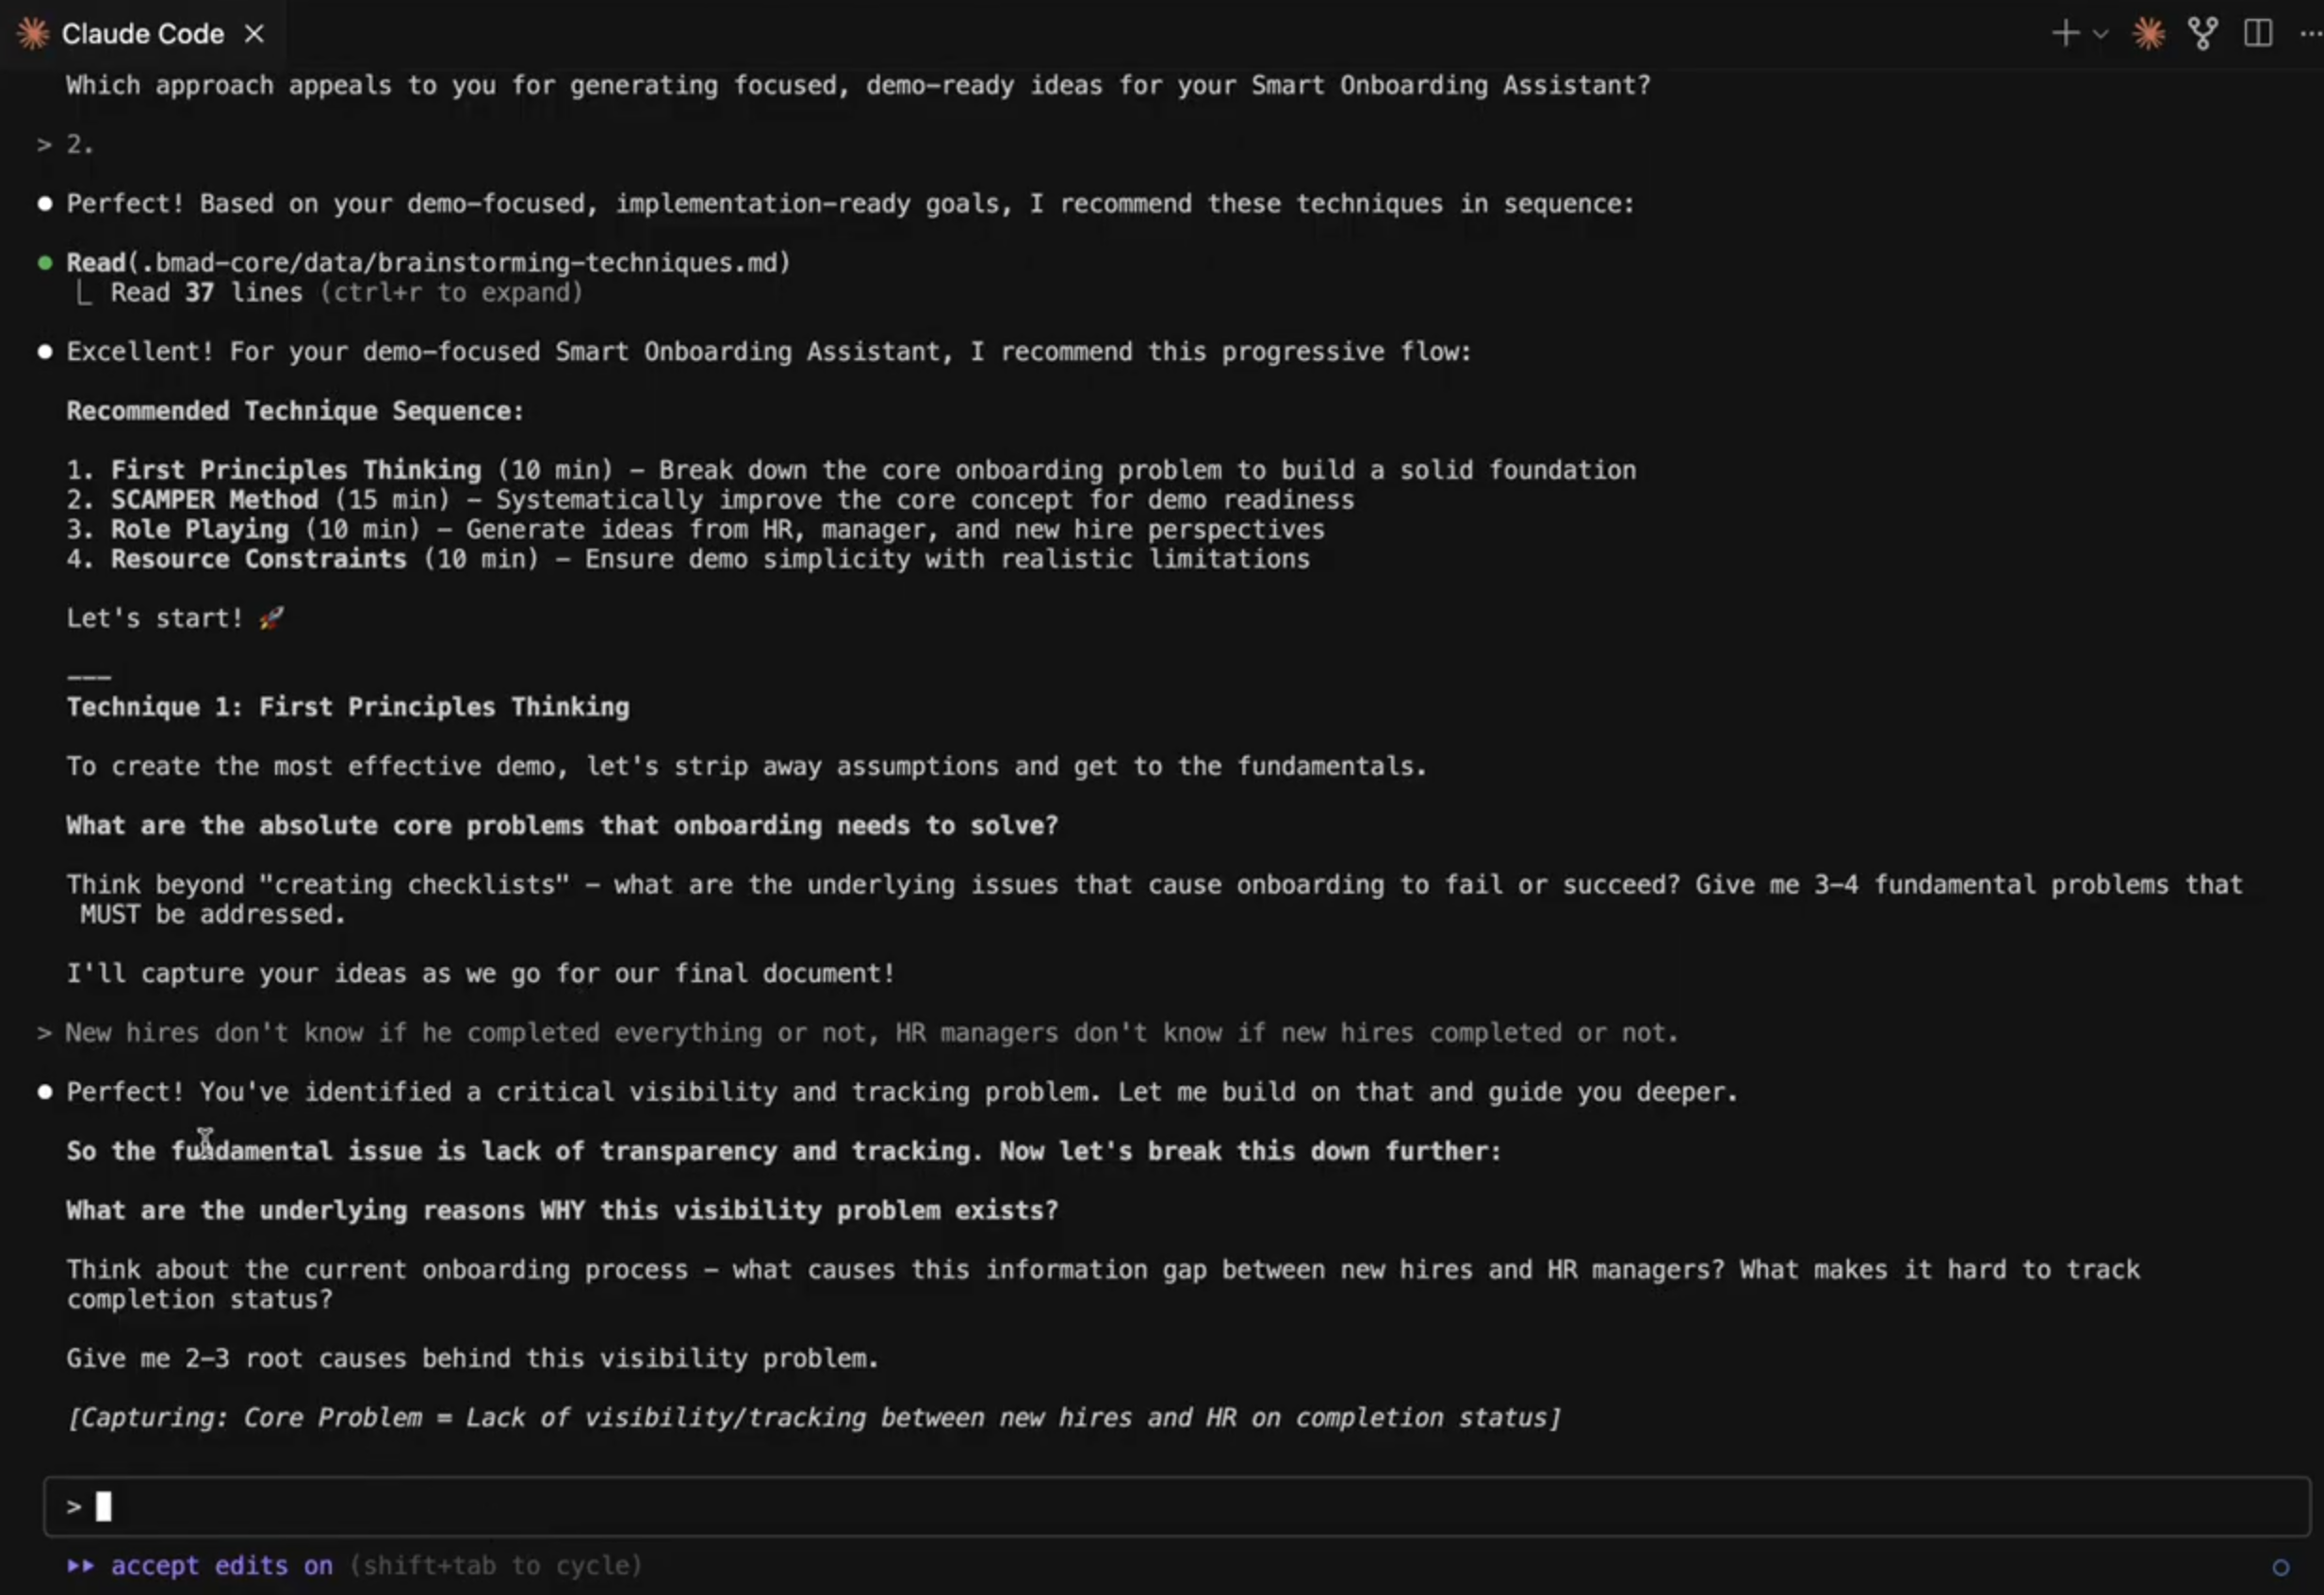 Claude Code
Which approach appeals to you for generating focused, demo-ready ideas for your Smart Onboarding Assistant?
> 2.
● Perfect! Based on your demo-focused, implementation-ready goals, I recommend these techniques in sequence:
● Read(.bmad-core/data/brainstorming-techniques.md)
⎿ Read 37 lines (ctrl+r to expand)
● Excellent! For your demo-focused Smart Onboarding Assistant, I recommend this progressive flow:
Recommended Technique Sequence:
1. First Principles Thinking (10 min) – Break down the core onboarding problem to build a solid foundation
2. SCAMPER Method (15 min) – Systematically improve the core concept for demo readiness
3. Role Playing (10 min) – Generate ideas from HR, manager, and new hire perspectives
4. Resource Constraints (10 min) – Ensure demo simplicity with realistic limitations
Let's start! 🚀
---
Technique 1: First Principles Thinking
To create the most effective demo, let's strip away assumptions and get to the fundamentals.
What are the absolute core problems that onboarding needs to solve?
Think beyond "creating checklists" – what are the underlying issues that cause onboarding to fail or succeed? Give me 3–4 fundamental problems that
MUST be addressed.
I'll capture your ideas as we go for our final document!
> New hires don't know if he completed everything or not, HR managers don't know if new hires completed or not.
● Perfect! You've identified a critical visibility and tracking problem. Let me build on that and guide you deeper.
So the fundamental issue is lack of transparency and tracking. Now let's break this down further:
What are the underlying reasons WHY this visibility problem exists?
Think about the current onboarding process – what causes this information gap between new hires and HR managers? What makes it hard to track
completion status?
Give me 2–3 root causes behind this visibility problem.
[Capturing: Core Problem = Lack of visibility/tracking between new hires and HR on completion status]
>
⏵⏵ accept edits on (shift+tab to cycle)